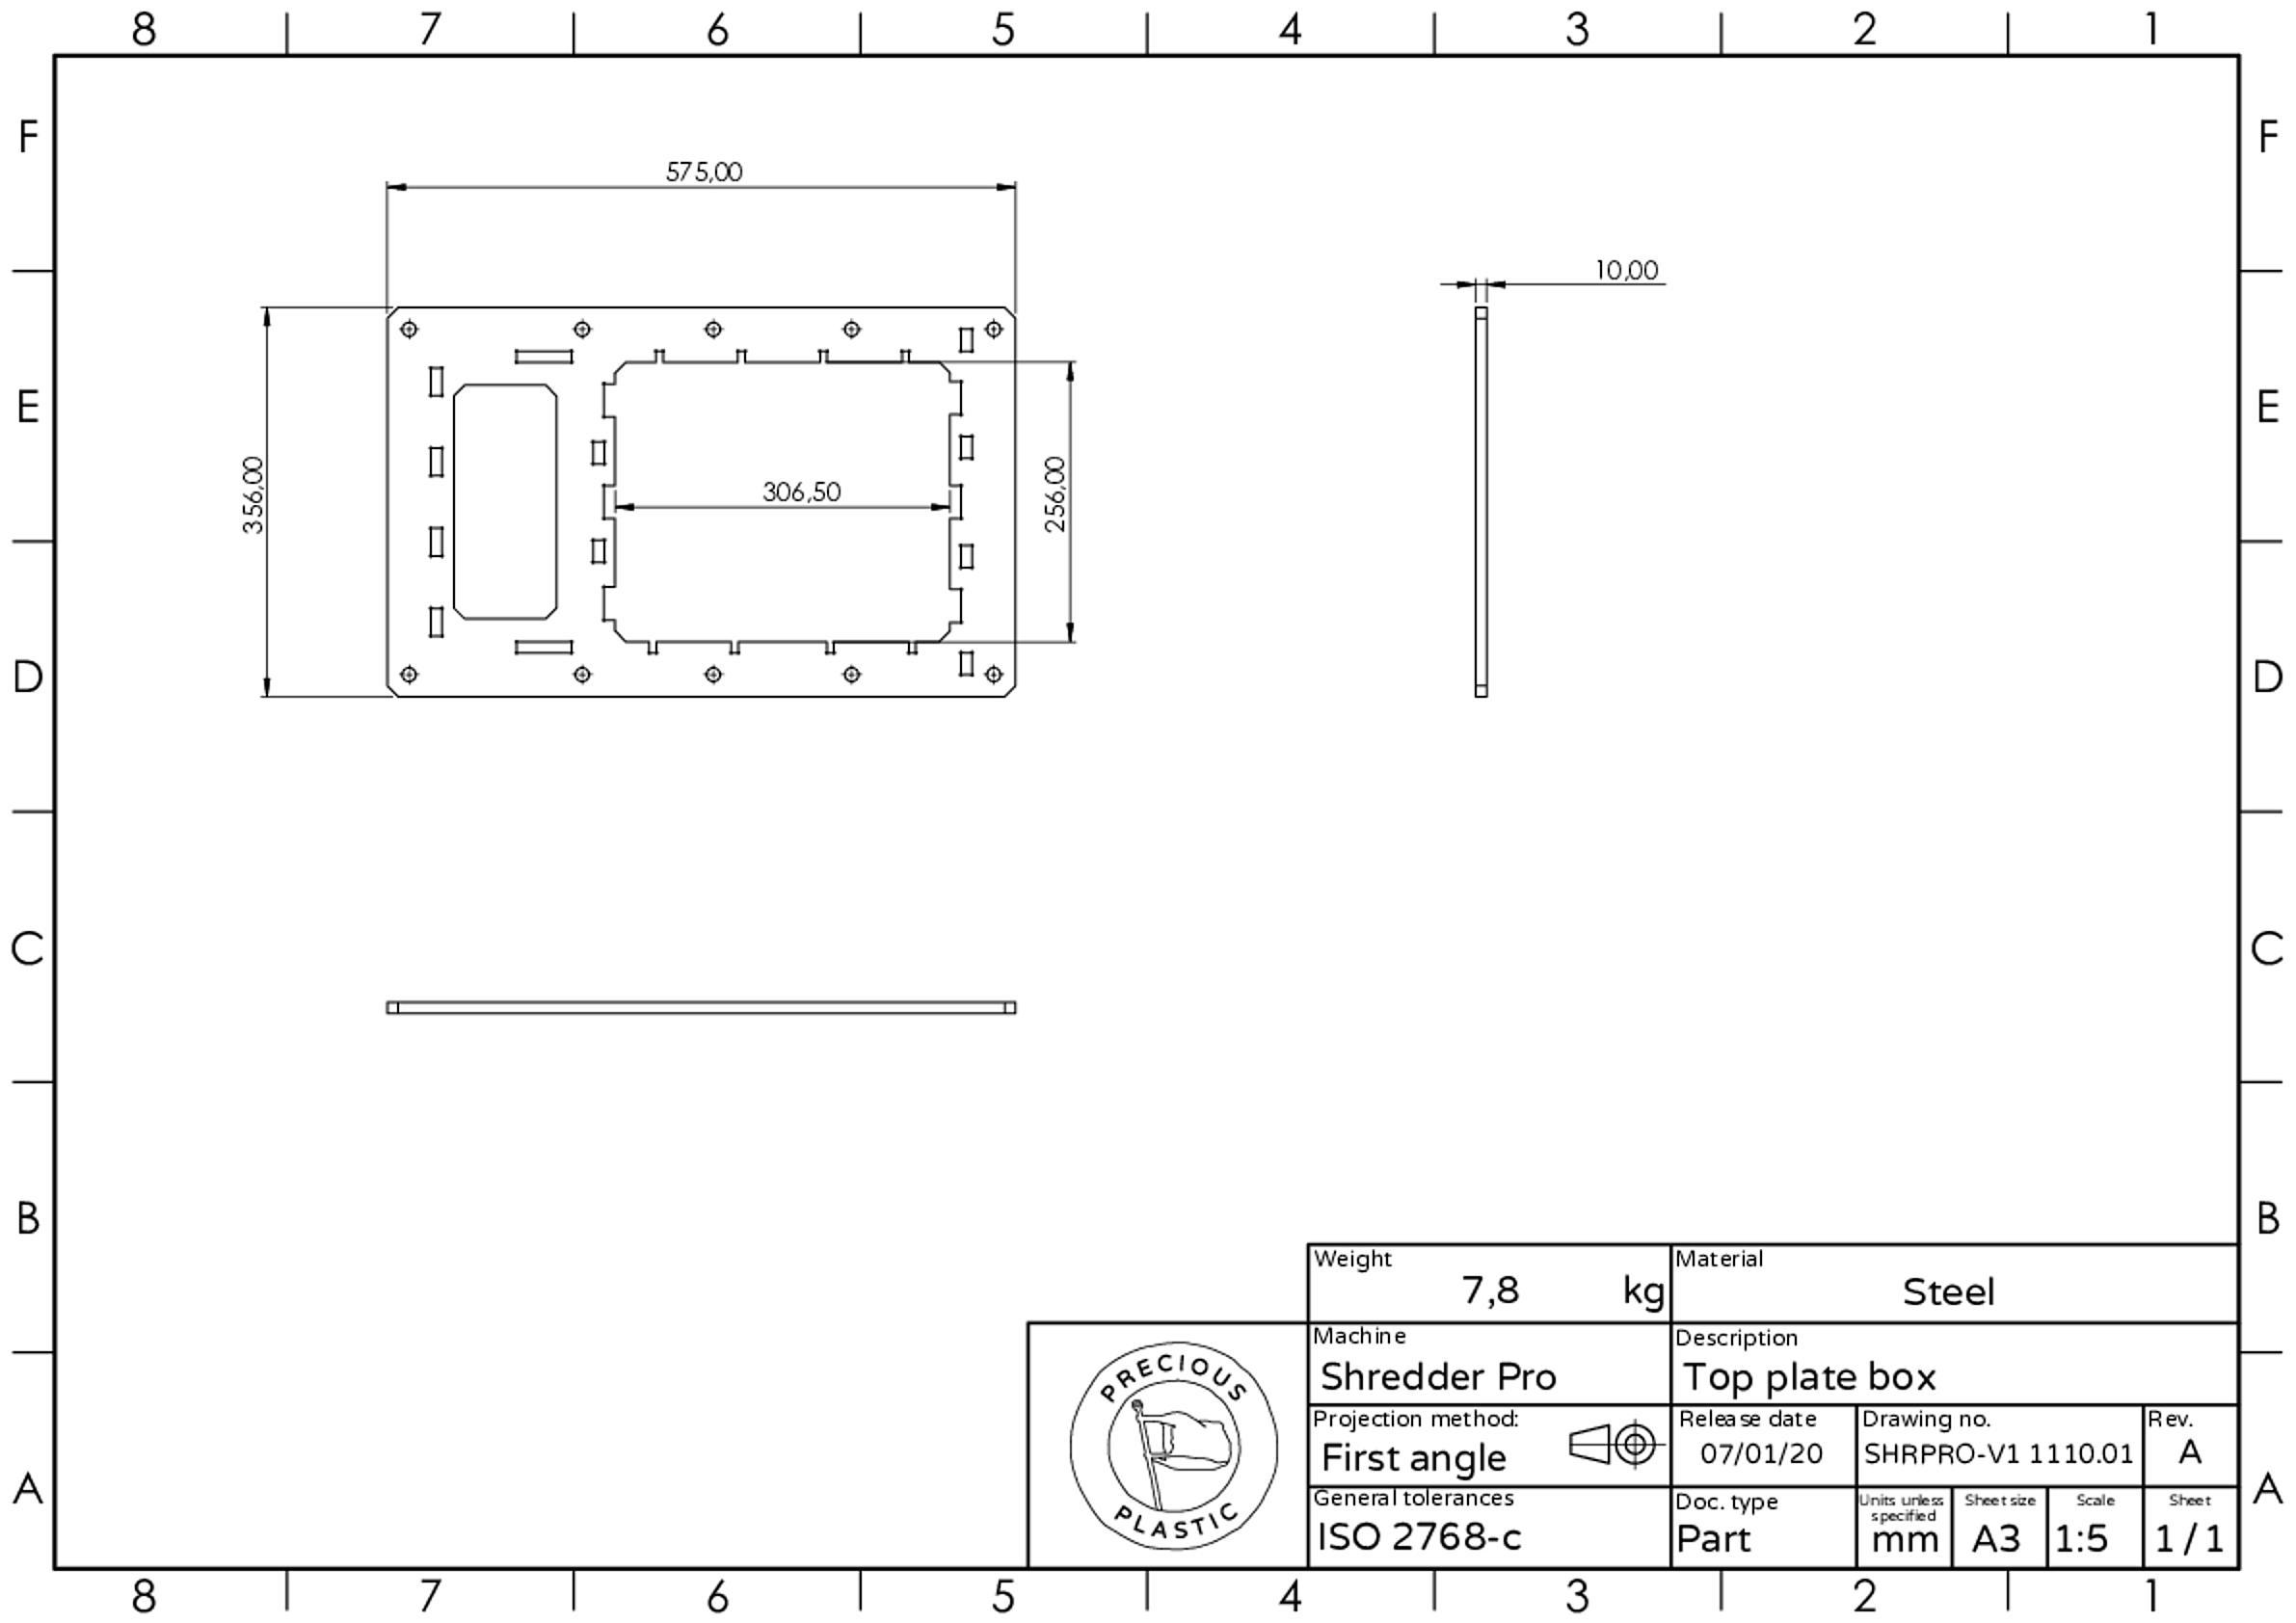 8 7 6 5 4 3 2 1
F F
575,00
10,00
E E
356,00
306,50
256,00
D D
C C
B B
Weight
7,8 kg
Material
Steel
Machine
Shredder Pro
Description
Top plate box
PRECIOUS
PLASTIC
Projection method:
First angle
Release date
07/01/20
Drawing no.
SHRPRO-V1 1110.01
Rev.
A
A A
General tolerances
ISO 2768-c
Doc. type
Part
Units unless
specified
mm
Sheet size
A3
Scale
1:5
Sheet
1 / 1
8 7 6 5 4 3 2 1